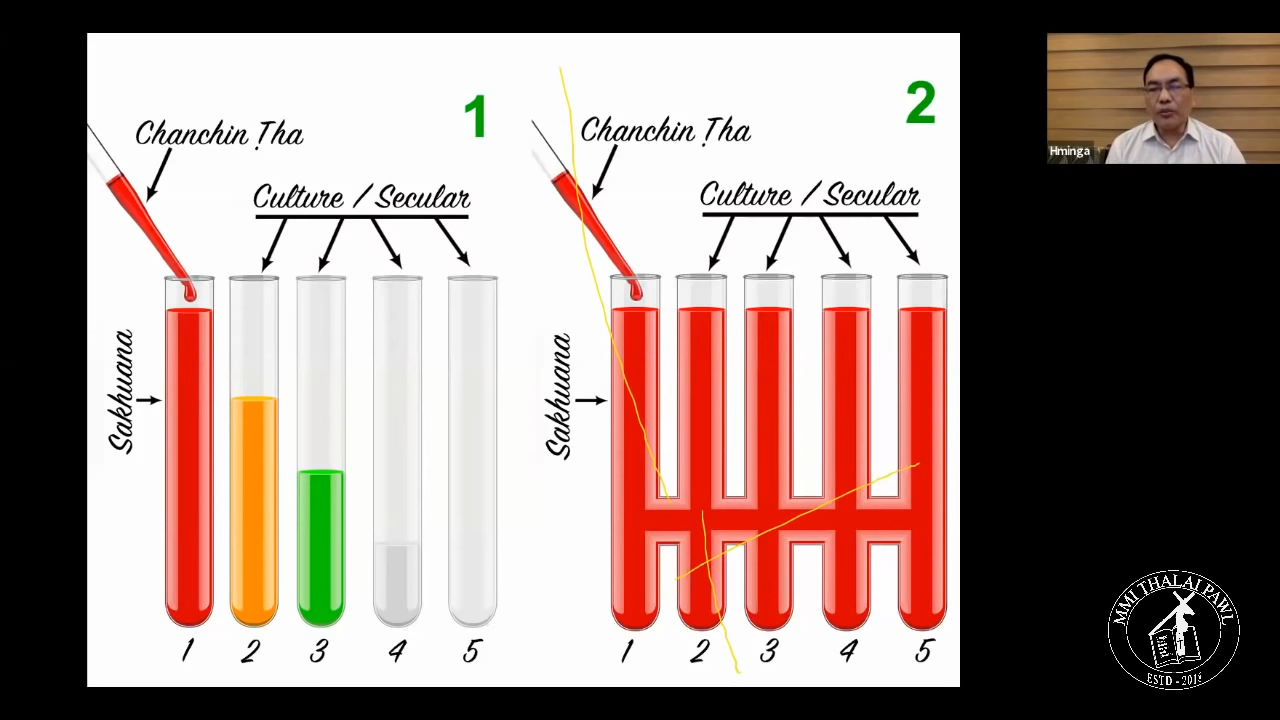 1
Chanchin Ṭha
Culture / Secular
Sakhuana
1 2 3 4 5
2
Chanchin Ṭha
Culture / Secular
Sakhuana
1 2 3 4 5
Hminga
MMI THALAI PAWL
ESTD - 2018